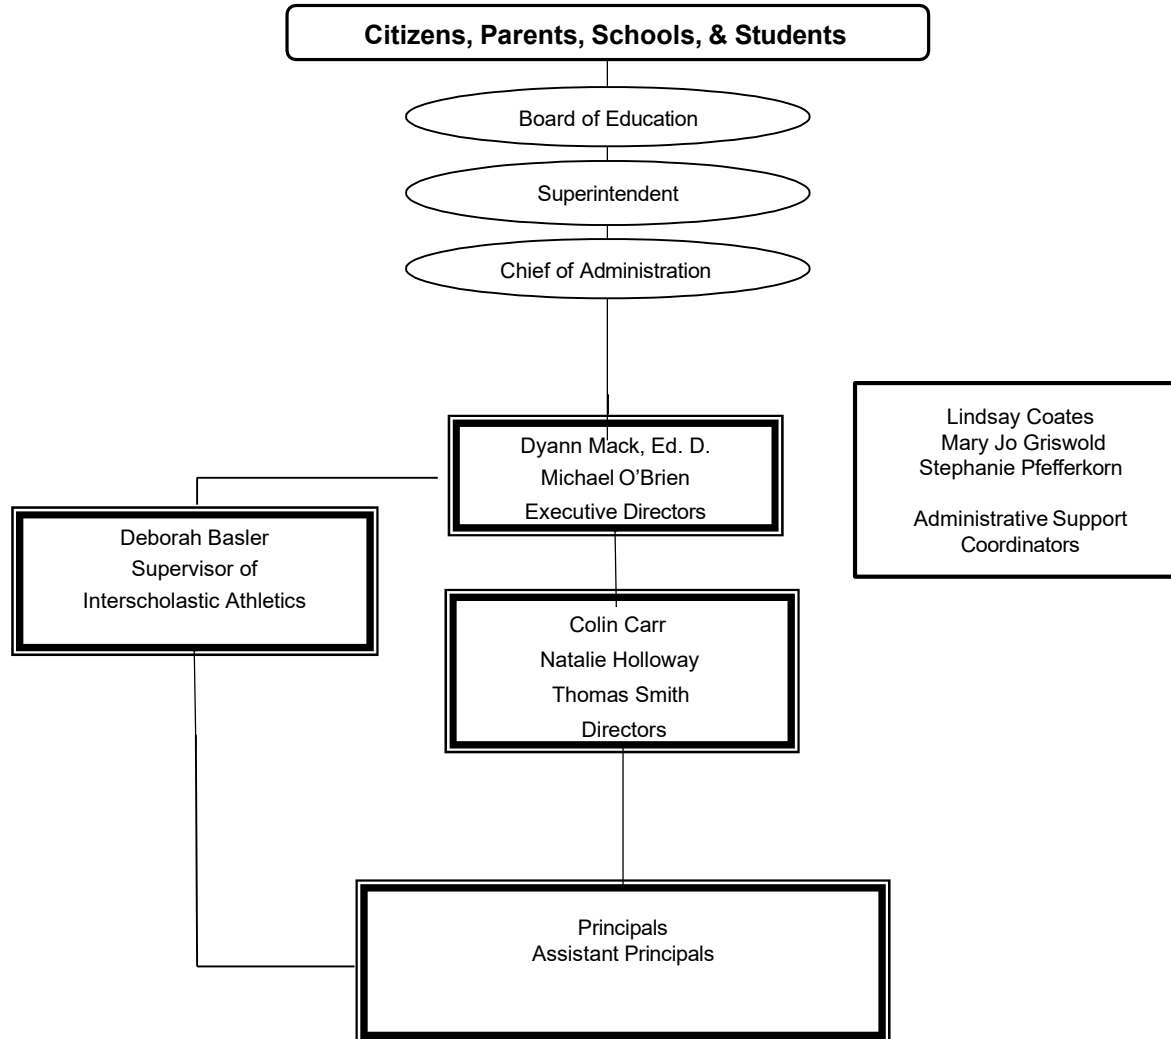 Citizens, Parents, Schools, & Students
Board of Education
Superintendent
Chief of Administration
Dyann Mack, Ed. D.
Michael O’Brien
Executive Directors
Lindsay Coates
Mary Jo Griswold
Stephanie Pfefferkorn
Administrative Support
Coordinators
Deborah Basler
Supervisor of
Interscholastic Athletics
Colin Carr
Natalie Holloway
Thomas Smith
Directors
Principals
Assistant Principals